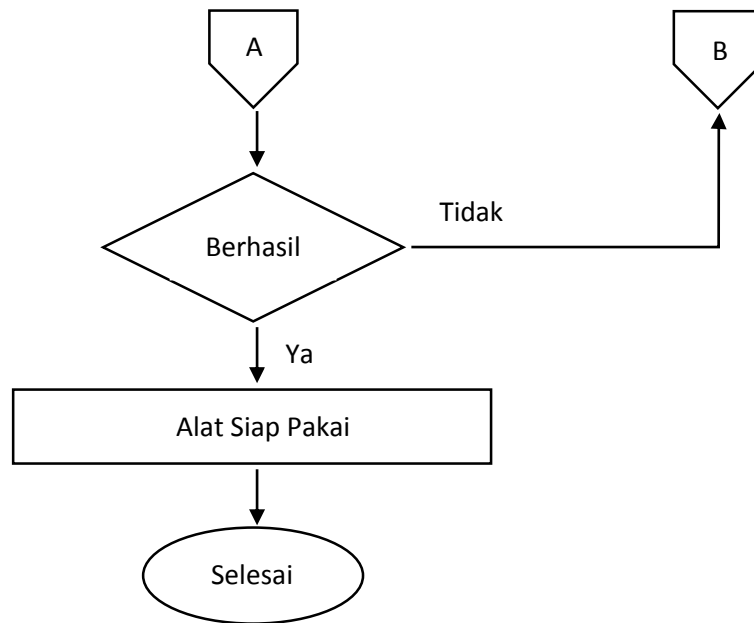 A
B
Tidak
Berhasil
Ya
Alat Siap Pakai
Selesai